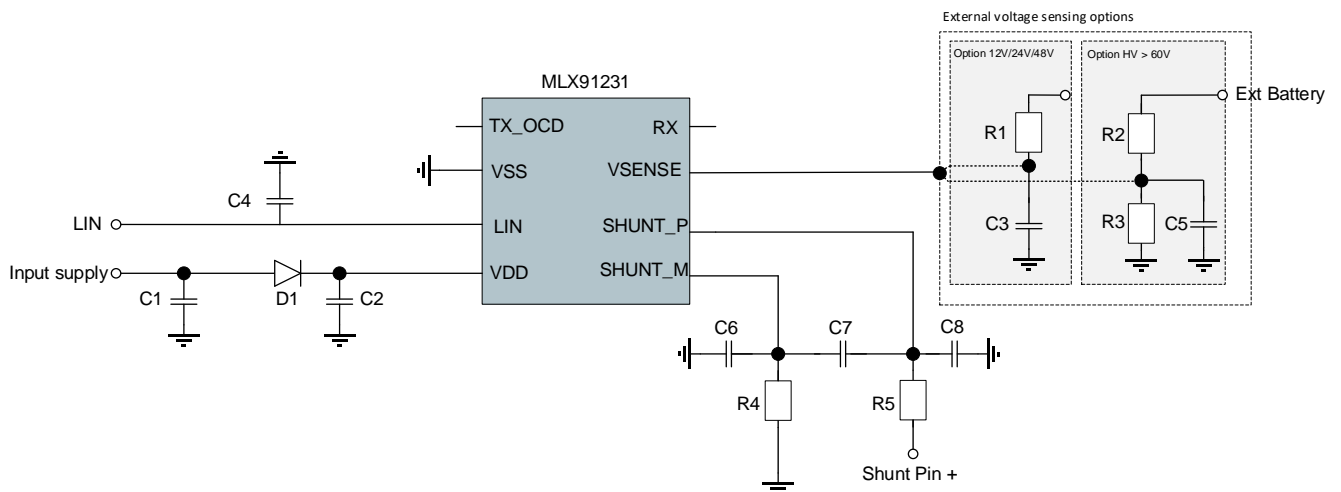 External voltage sensing options
Option 12V/24V/48V
Option HV > 60V
MLX91231
Ext Battery
TX_OCD
RX
R1
R2
VSS
VSENSE
C4
LIN
LIN
SHUNT_P
C3
R3
C5
Input supply
VDD
SHUNT_M
C1
D1
C2
C6
C7
C8
R4
R5
Shunt Pin +